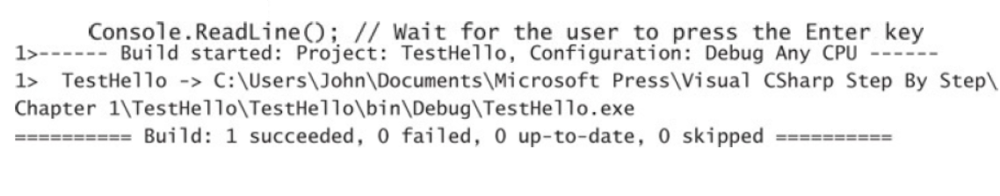 Console.ReadLine(); // Wait for the user to press the Enter key
1>------ Build started: Project: TestHello, Configuration: Debug Any CPU ------
1>  TestHello -> C:\Users\John\Documents\Microsoft Press\Visual CSharp Step By Step\
Chapter 1\TestHello\TestHello\bin\Debug\TestHello.exe
========== Build: 1 succeeded, 0 failed, 0 up-to-date, 0 skipped ==========